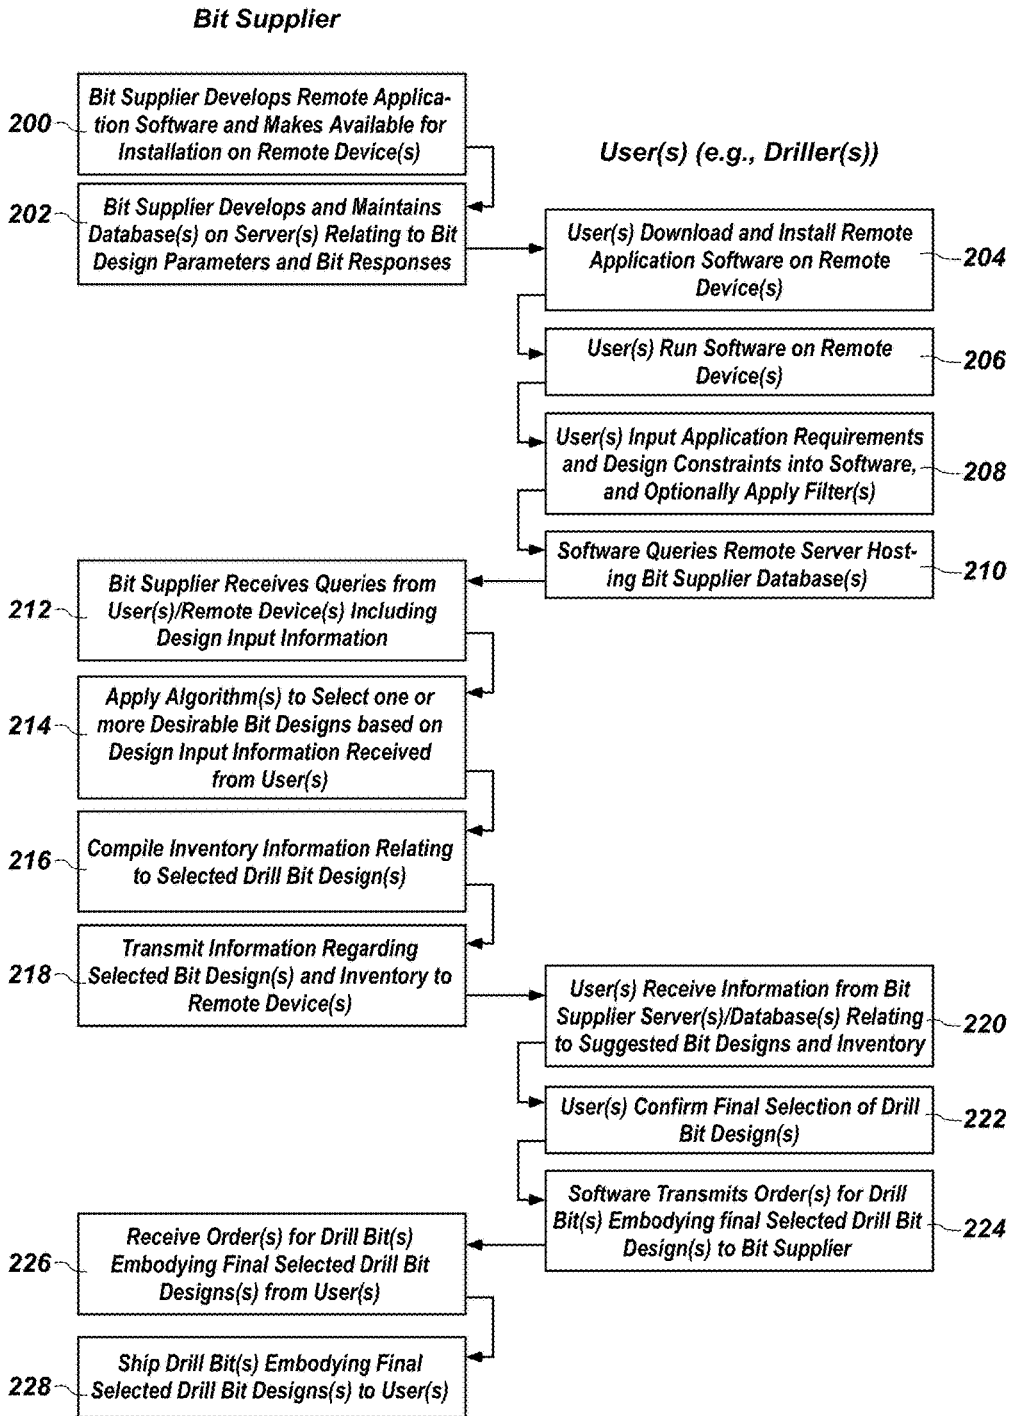 Bit Supplier
200
Bit Supplier Develops Remote Applica-
tion Software and Makes Available for
Installation on Remote Device(s)
User(s) (e.g., Driller(s))
202
Bit Supplier Develops and Maintains
Database(s) on Server(s) Relating to Bit
Design Parameters and Bit Responses
User(s) Download and Install Remote
Application Software on Remote
Device(s)
204
User(s) Run Software on Remote
Device(s)
206
User(s) Input Application Requirements
and Design Constraints into Software,
and Optionally Apply Filter(s)
208
Software Queries Remote Server Host-
ing Bit Supplier Database(s)
210
212
Bit Supplier Receives Queries from
User(s)/Remote Device(s) Including
Design Input Information
214
Apply Algorithm(s) to Select one or
more Desirable Bit Designs based on
Design Input Information Received
from User(s)
216
Compile Inventory Information Relating
to Selected Drill Bit Design(s)
218
Transmit Information Regarding
Selected Bit Design(s) and Inventory to
Remote Device(s)
User(s) Receive Information from Bit
Supplier Server(s)/Database(s) Relating
to Suggested Bit Designs and Inventory
220
User(s) Confirm Final Selection of Drill
Bit Design(s)
222
Software Transmits Order(s) for Drill
Bit(s) Embodying final Selected Drill Bit
Design(s) to Bit Supplier
224
226
Receive Order(s) for Drill Bit(s)
Embodying Final Selected Drill Bit
Designs(s) from User(s)
228
Ship Drill Bit(s) Embodying Final
Selected Drill Bit Designs(s) to User(s)